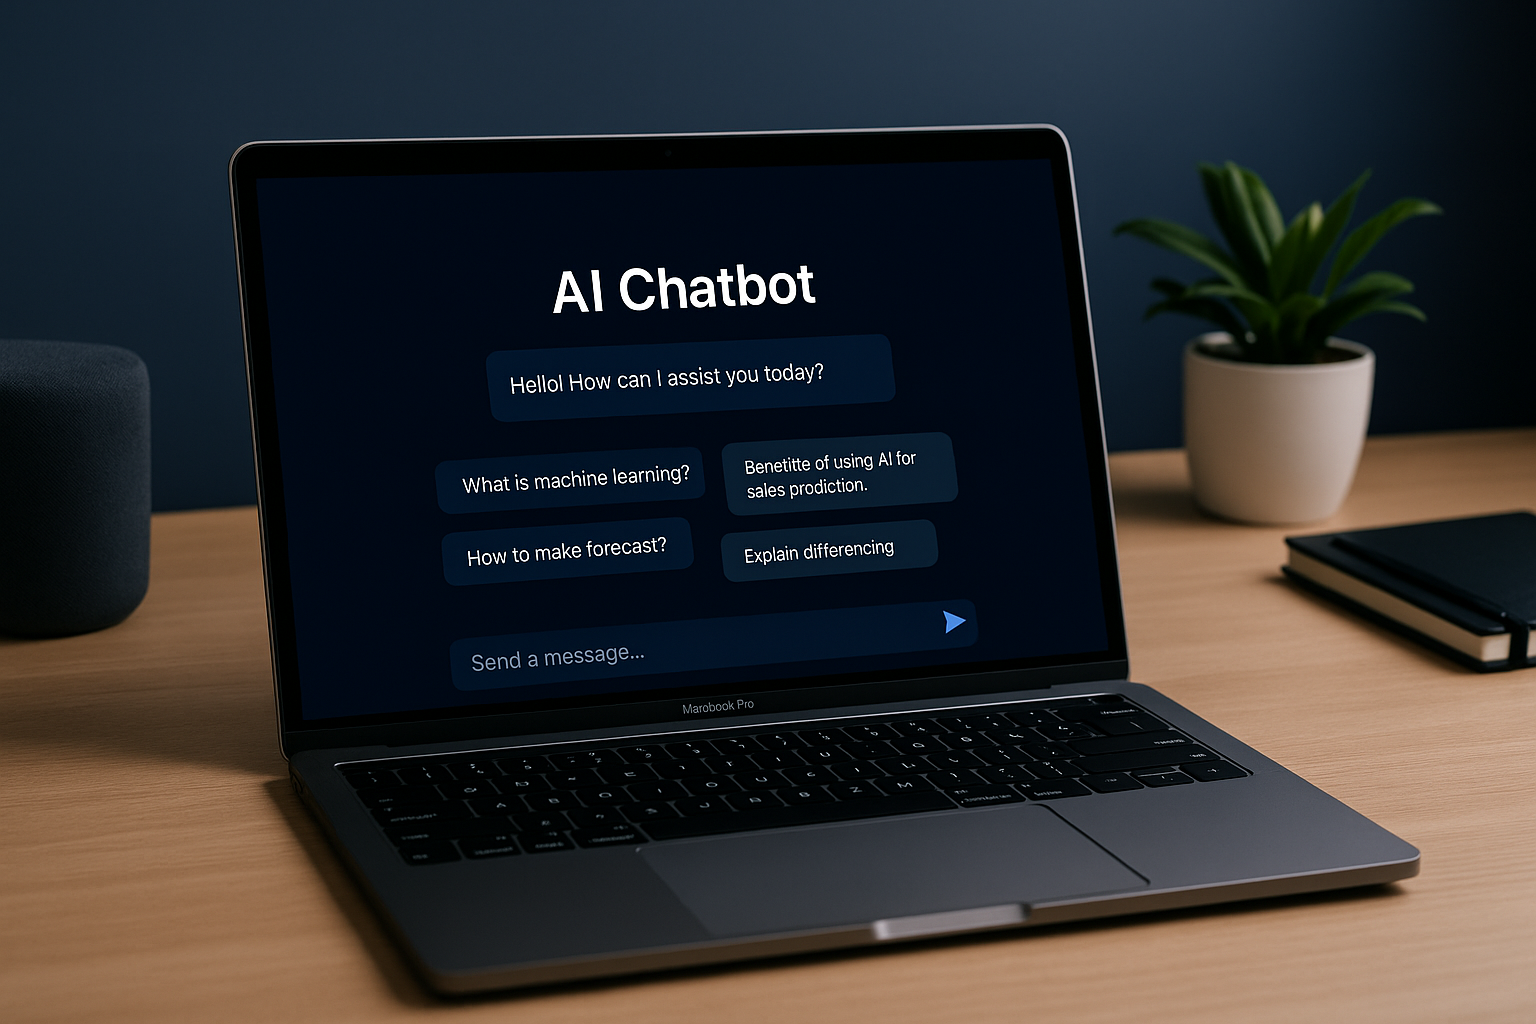 AI Chatbot
Hellol How can I assist you today?
What is machine learning?
Benetitte of using AI for
sales prodiction.
How to make forecast?
Explain differencing
Send a message...
Marobook Pro